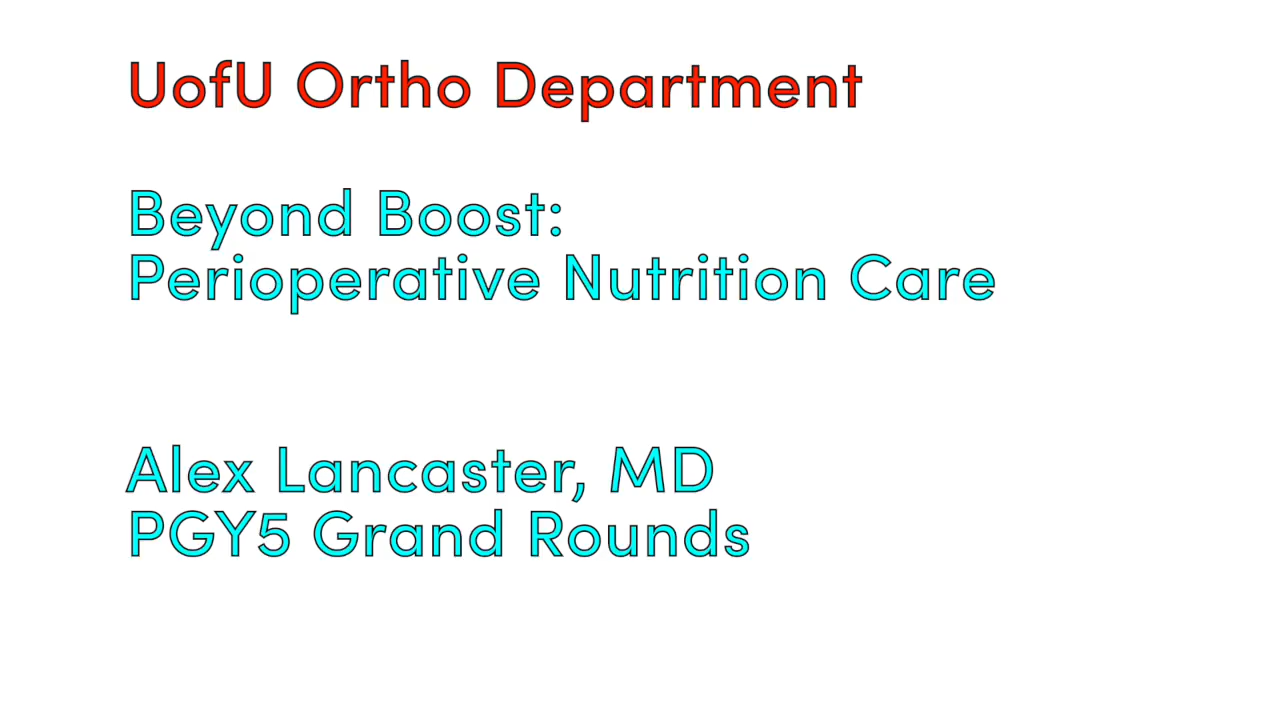 UofU Ortho Department
Beyond Boost:
Perioperative Nutrition Care
Alex Lancaster, MD
PGY5 Grand Rounds